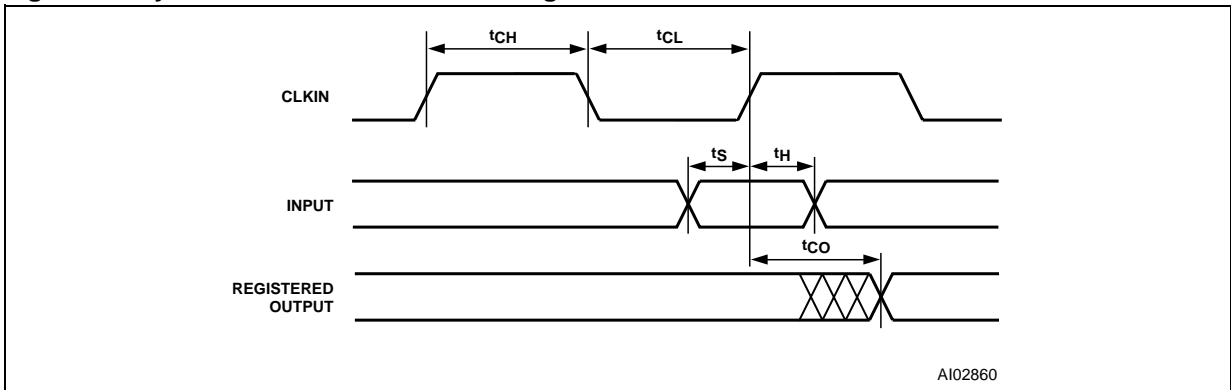 tCH
tCL
CLKIN
tS
tH
INPUT
tCO
REGISTERED
OUTPUT
AI02860